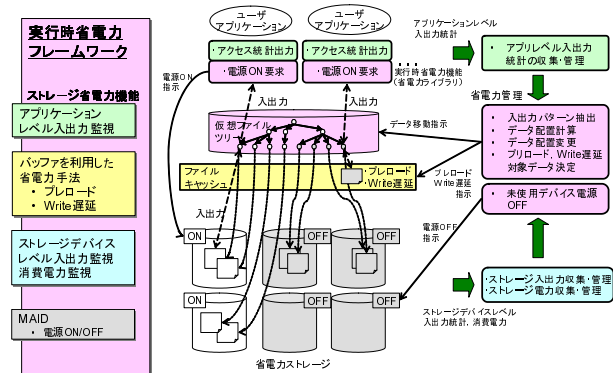 実行時省電力
フレームワーク
ストレージ省電力機能
アプリケーション
レベル入出力 監視
バッファを利用した
省電力手法
・ プレロード
・ Write遅延
ストレージデバイス
レベル入出力監視
消費電力監視
MAID
・ 電源ON/OFF
ユーザ
アプリケーション
・アクセス統計出力
・電源ON要求
ユーザ
アプリケーション
・アクセス統計出力
・電源ON要求
・実行時省電力機能
(省電力ライブラリ)
電源ON
指示
入出力
入出力
仮想ファイル
ツリー
ファイル
キャッシュ
・プレロード
・Write遅延
入出力
ON
OFF
OFF
ON
OFF
OFF
省電力ストレージ
アプリケーションレベル
入出力統計
・ アプリレベル入出力
統計の収集・管理
省電力管理
データ移動指示
・ 入出力パターン抽出
・ データ配置計算
・ データ配置変更
・ プリロード、Write遅延
対象データ決定
プレロード
Write遅延
指示
・ 未使用デバイス電源
OFF
電源OFF
指示
・ストレージ入出力収集・管理
・ストレージ電力収集・管理
ストレージデバイスレベル
入出力統計、消費電力